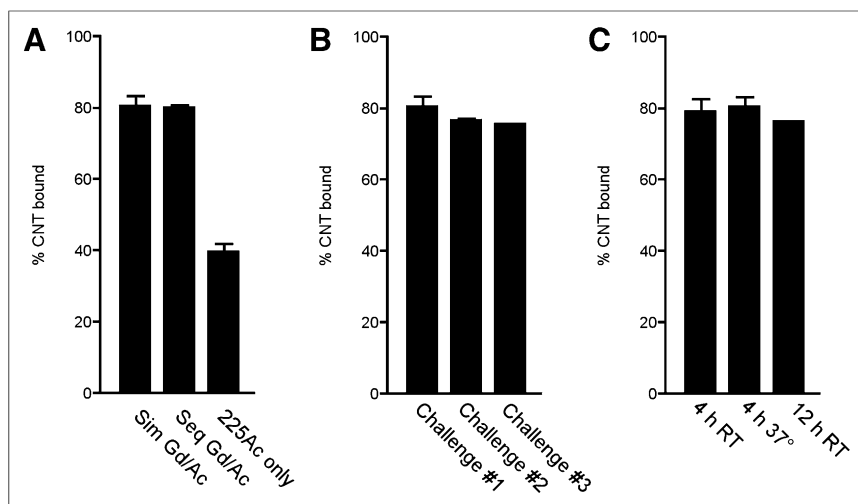 A
100
80
60
40
20
0
% CNT bound
Sim Gd/Ac
Seq Gd/Ac
225Ac only
B
100
80
60
40
20
0
% CNT bound
Challenge #1
Challenge #2
Challenge #3
C
100
80
60
40
20
0
% CNT bound
4 h RT
4 h 37°
12 h RT